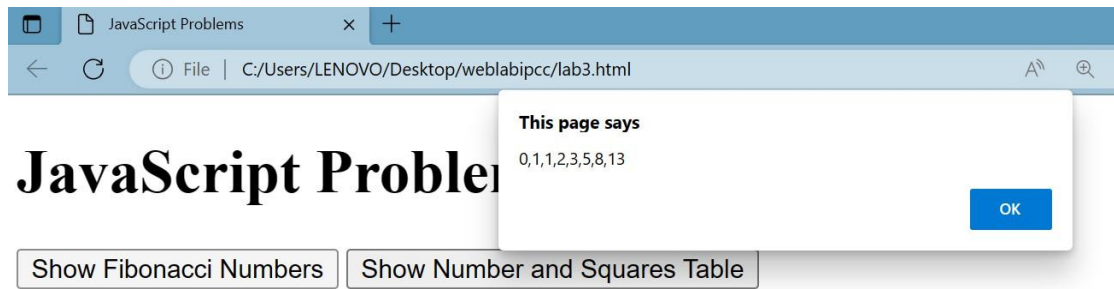 JavaScript Problems
File | C:/Users/LENOVO/Desktop/weblabipcc/lab3.html
This page says
0,1,1,2,3,5,8,13
OK
JavaScript
Show Fibonacci Numbers
Show Number and Squares Table